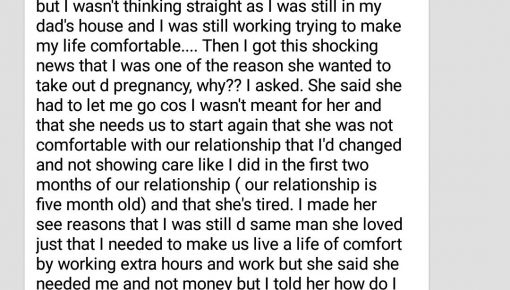 but I wasn't thinking straight as I was still in my
dad's house and I was still working trying to make
my life comfortable.... Then I got this shocking
news that I was one of the reason she wanted to
take out d pregnancy, why?? I asked. She said she
had to let me go cos I wasn't meant for her and
that she needs us to start again that she was not
comfortable with our relationship that I'd changed
and not showing care like I did in the first two
months of our relationship ( our relationship is
five month old) and that she's tired. I made her
see reasons that I was still d same man she loved
just that I needed to make us live a life of comfort
by working extra hours and work but she said she
needed me and not money but I told her how do I